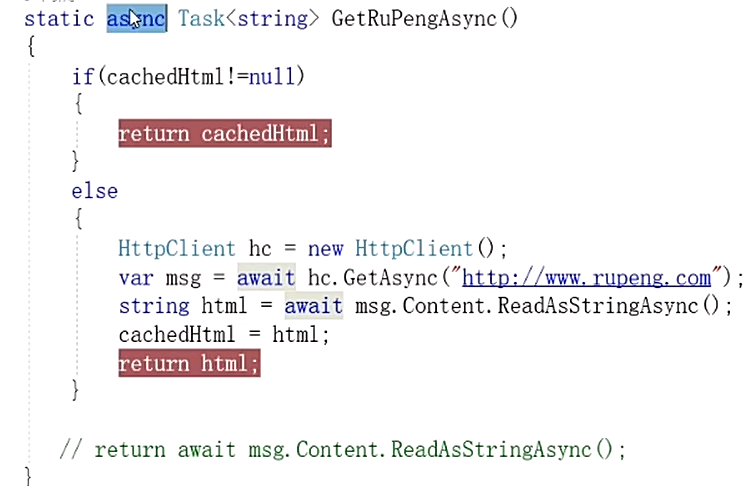 static async Task<string> GetRuPengAsync()
{
if(cachedHtml!=null)
{
return cachedHtml;
}
else
{
HttpClient hc = new HttpClient();
var msg = await hc.GetAsync("http://www.rupeng.com");
string html = await msg.Content.ReadAsStringAsync();
cachedHtml = html;
return html;
}
// return await msg.Content.ReadAsStringAsync();
}